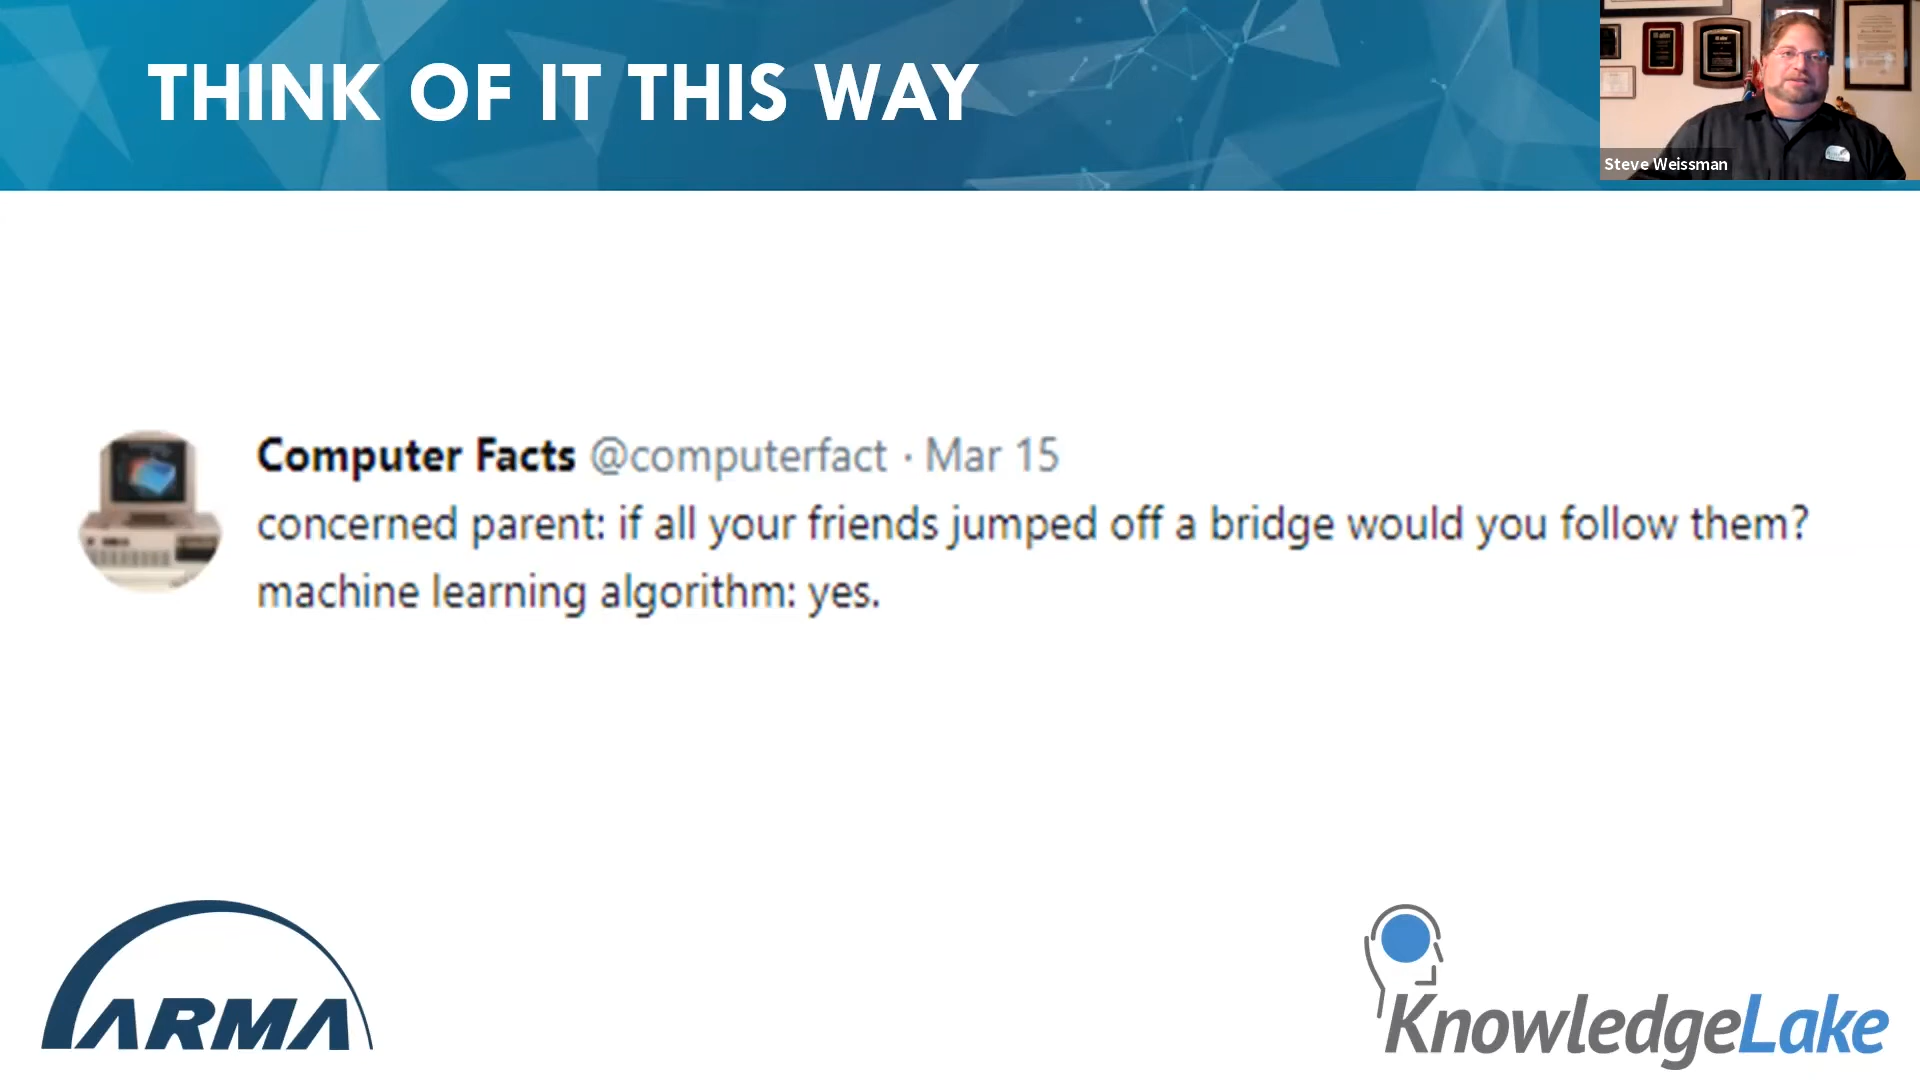 THINK OF IT THIS WAY
Steve Weissman
Computer Facts @computerfact · Mar 15
concerned parent: if all your friends jumped off a bridge would you follow them?
machine learning algorithm: yes.
ARMA
KnowledgeLake